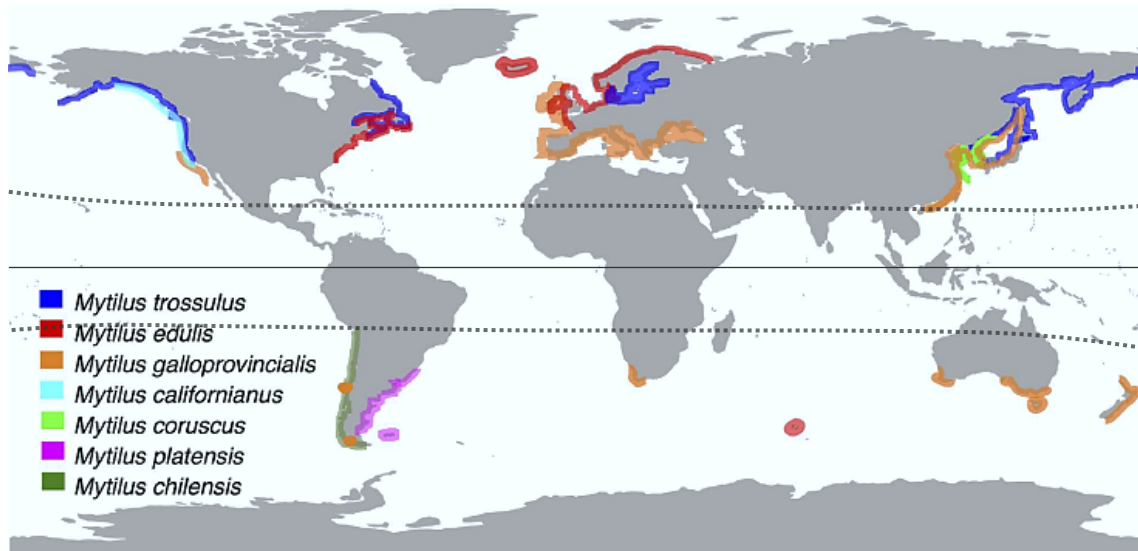 Mytilus trossulus
Mytilus edulis
Mytilus galloprovincialis
Mytilus californianus
Mytilus coruscus
Mytilus platensis
Mytilus chilensis